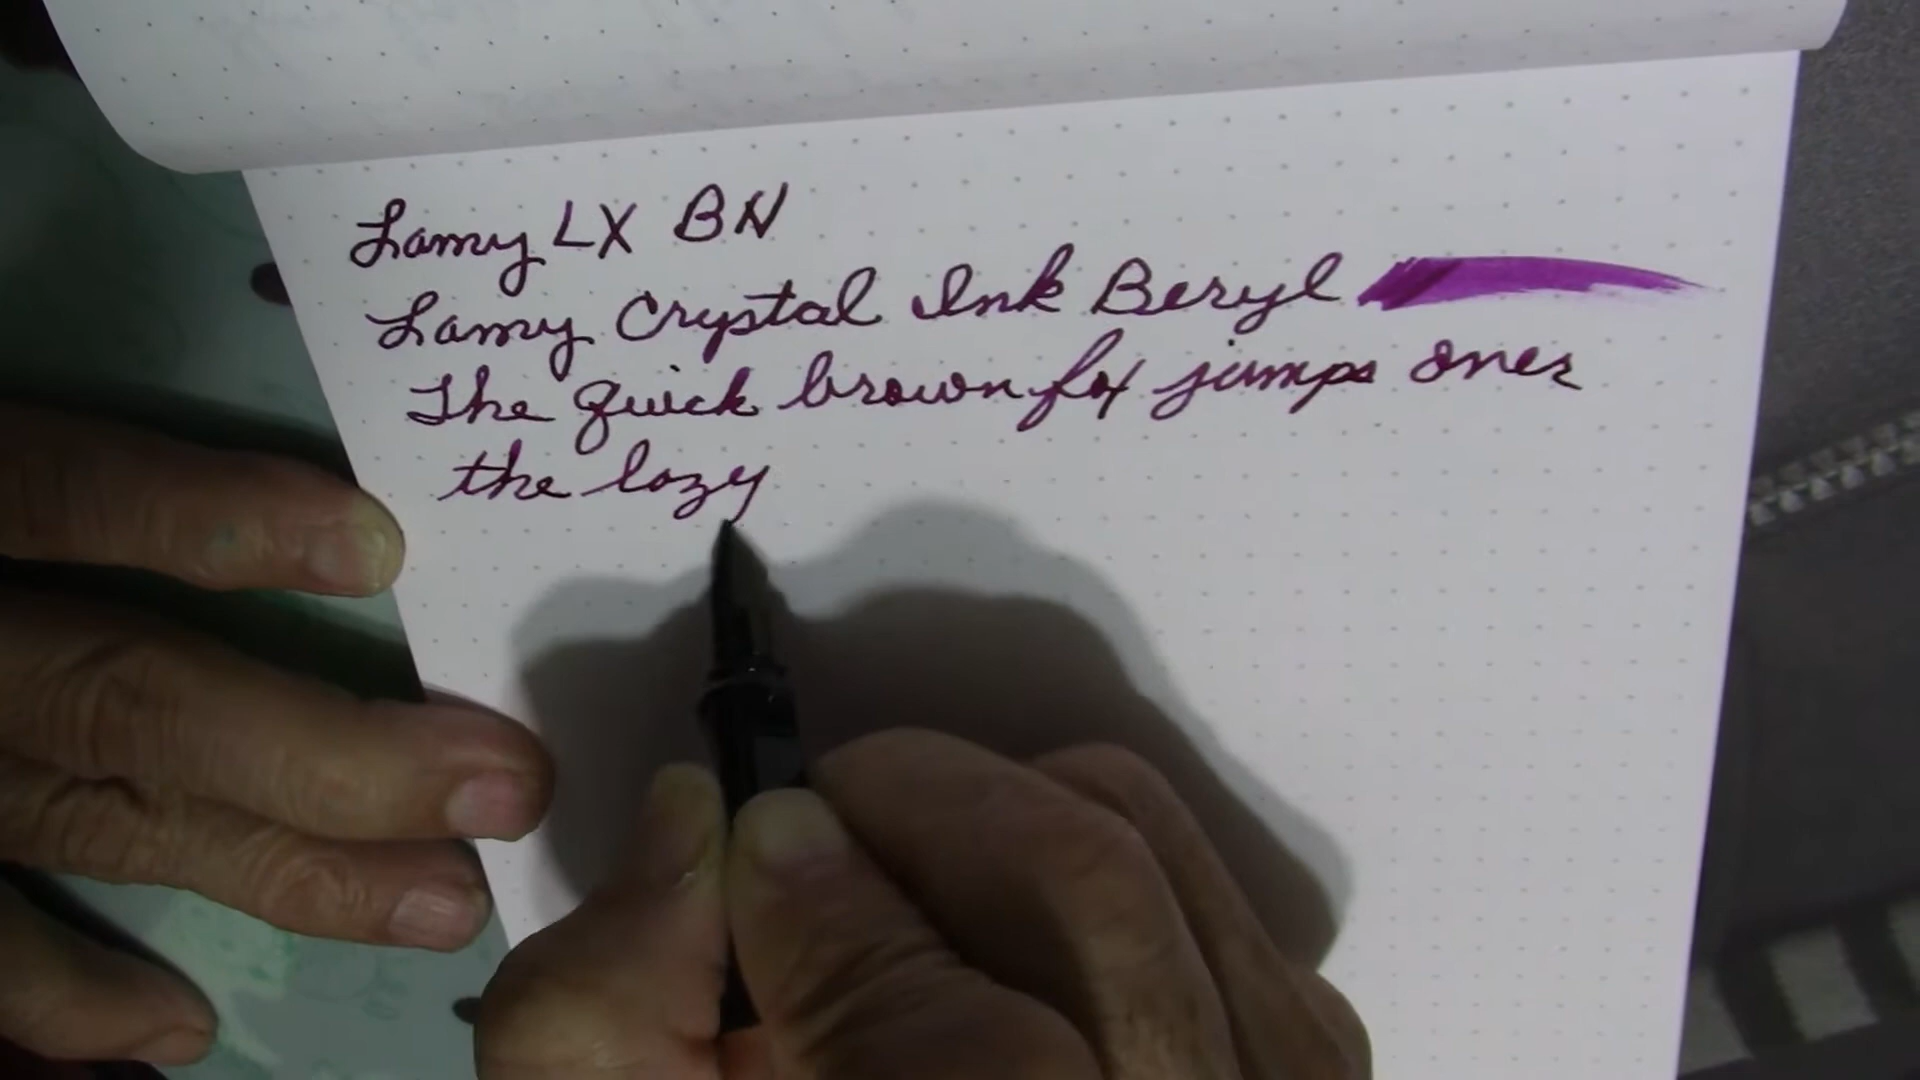 Lamy LX BN
Lamy Crystal Ink Beryl
The quick brown fox jumps over
the lazy